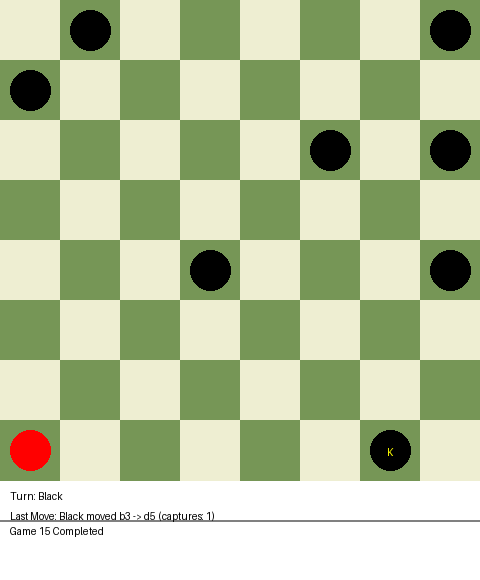 K
Turn: Black
Last Move: Black moved b3 -> d5 (captures: 1)
Game 15 Completed